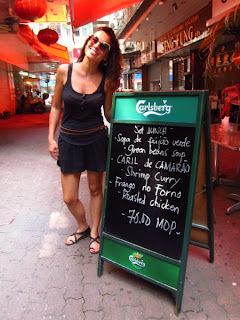 Carlsberg
Set LUNCH
- Sopa de feijão verde
- Green beans soup
- CARIL de CAMARÃO
Shrimp Curry
- Frango no Forno
Roasted chicken
- 75.00 MOP.
Carlsberg